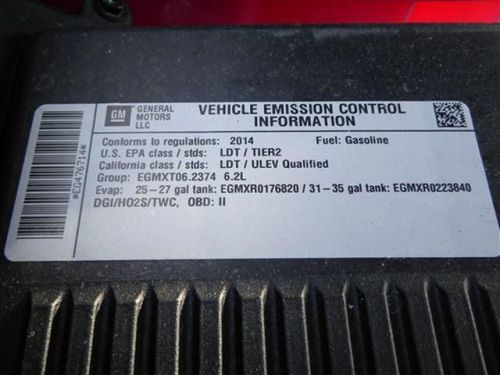 GM GENERAL MOTORS LLC
VEHICLE EMISSION CONTROL INFORMATION
Conforms to regulations: 2014 Fuel: Gasoline
U.S. EPA class / stds: LDT / TIER2
California class / stds: LDT / ULEV Qualified
Group: EGMXT06.2374 6.2L
Evap: 25-27 gal tank: EGMXR0176820 / 31-35 gal tank: EGMXR0223840
DGI/HO2S/TWC, OBD: II
*EG476714*